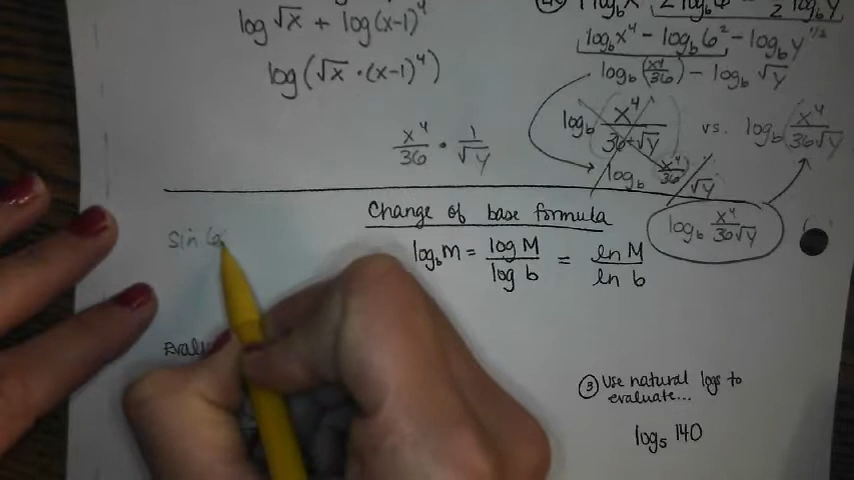 log √x + log(x-1)⁴
log(√x · (x-1)⁴)
log_b x⁴ - log_b 6² - log_b y^1/2
log_b (x⁴/36) - log_b √y
log_b x⁴/36÷√y vs. log_b x⁴/36√y
x⁴/36 · 1/√y
log_b x⁴/36 / √y
log_b x⁴/36√y
Change of base formula
sin
log_b M = log M/log b = ln M/ln b
③ Use natural logs to
evaluate...
log₅ 140